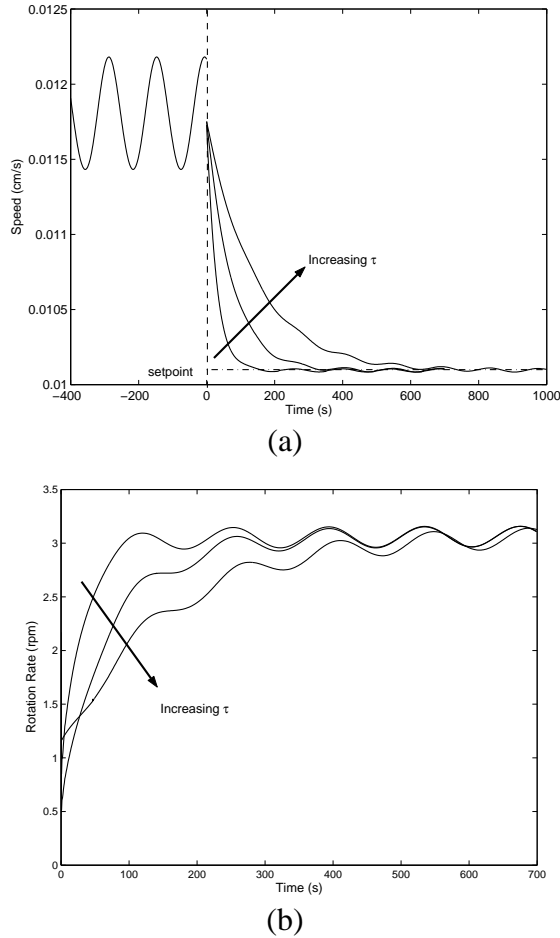 0.0125
0.012
0.0115
0.011
0.0105
0.01
Speed (cm/s)
Increasing τ
setpoint
−400 −200 0 200 400 600 800 1000
Time (s)
(a)
3.5
3
2.5
2
1.5
1
0.5
0
Rotation Rate (rpm)
Increasing τ
0 100 200 300 400 500 600 700
Time (s)
(b)